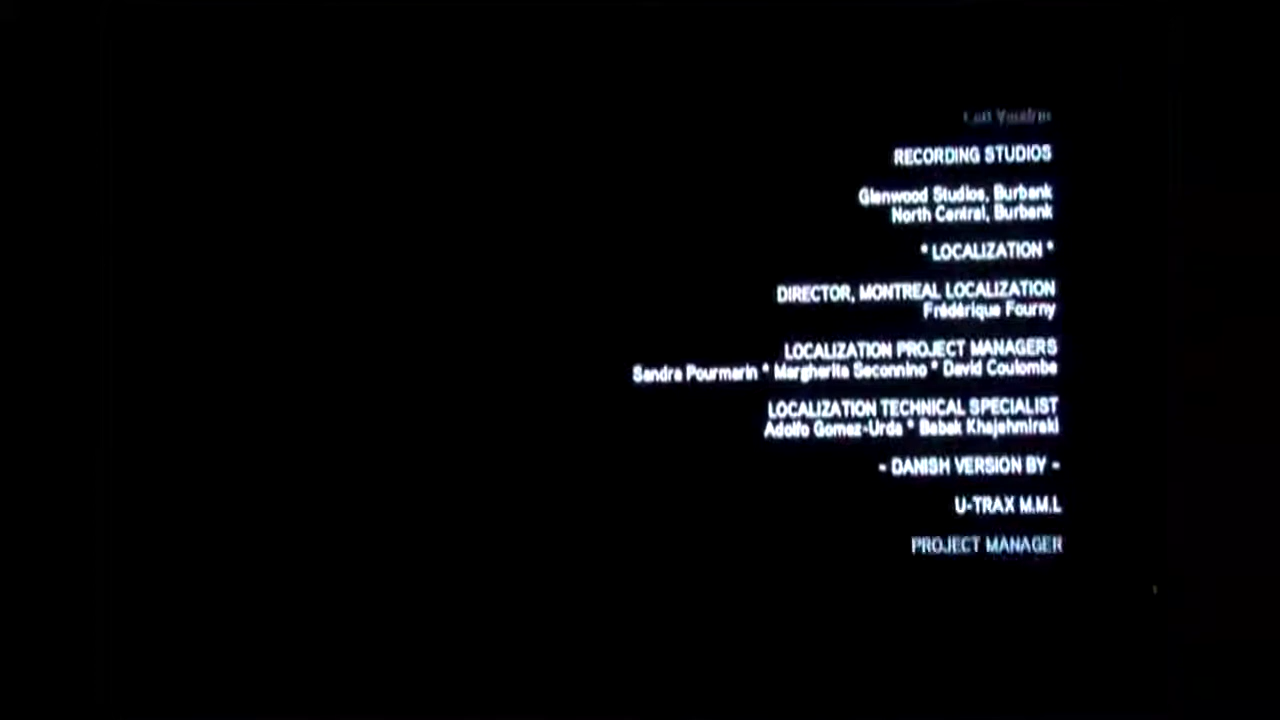 RECORDING STUDIOS
Glenwood Studios, Burbank
North Central, Burbank
* LOCALIZATION *
DIRECTOR, MONTREAL LOCALIZATION
Frédérique Fourny
LOCALIZATION PROJECT MANAGERS
Sandra Pourmarin * Margherita Seconnino * David Coulombe
LOCALIZATION TECHNICAL SPECIALIST
Adolfo Gomez-Urda * Babak Khajehmiraki
- DANISH VERSION BY -
U-TRAX M.M.L
PROJECT MANAGER